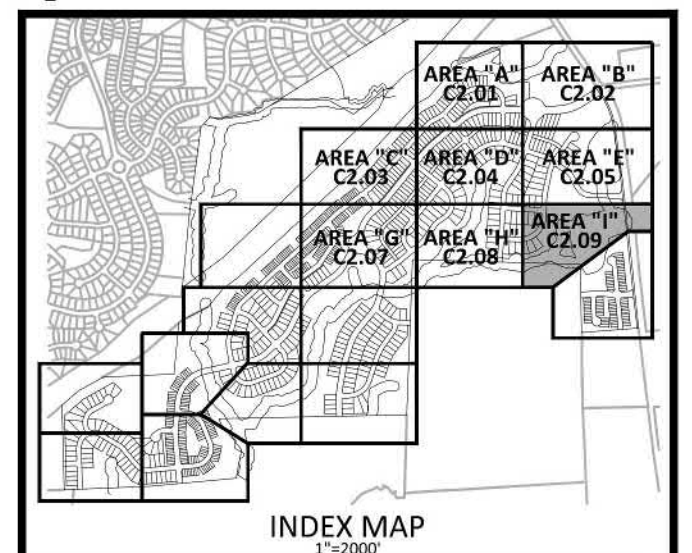 AREA "A"
C2.01
AREA "B"
C2.02
AREA "C"
C2.03
AREA "D"
C2.04
AREA "E"
C2.05
AREA "G"
C2.07
AREA "H"
C2.08
AREA "I"
C2.09
INDEX MAP
1"=2000'